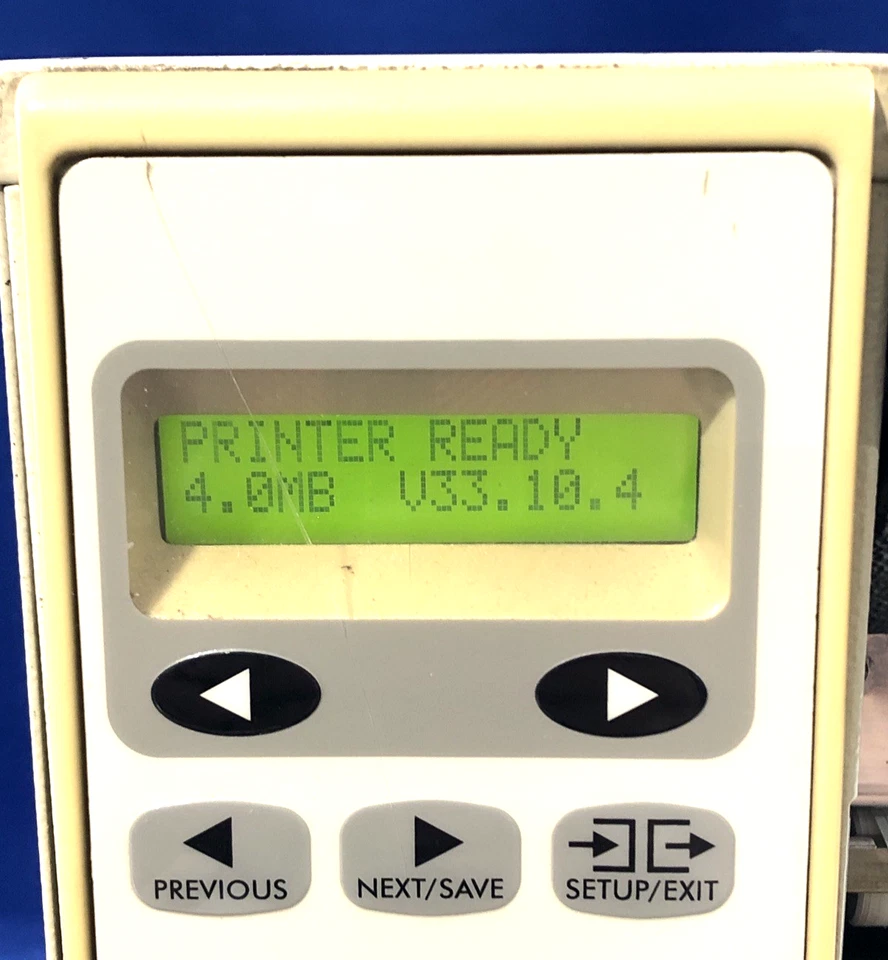 PRINTER READY
4.0MB V33.10.4
PREVIOUS NEXT/SAVE SETUP/EXIT